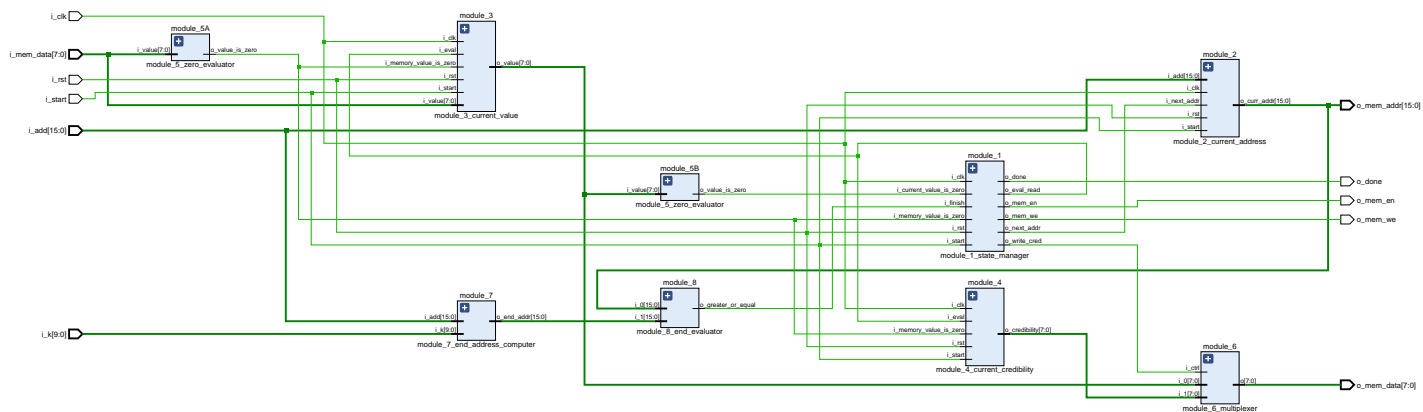 i_clk
i_mem_data[7:0]
i_rst
i_start
i_add[15:0]
i_k[9:0]
module_5A
i_value[7:0]
o_value_is_zero
module_5_zero_evaluator
module_3
i_clk
i_eval
i_memory_value_is_zero
i_rst
i_start
i_value[7:0]
o_value[7:0]
module_3_current_value
module_2
i_add[15:0]
i_clk
i_next_addr
i_rst
i_start
o_curr_addr[15:0]
module_2_current_address
o_mem_addr[15:0]
module_5B
i_value[7:0]
o_value_is_zero
module_5_zero_evaluator
module_1
i_clk
i_current_value_is_zero
i_finish
i_memory_value_is_zero
i_rst
i_start
o_done
o_eval_read
o_mem_en
o_mem_we
o_next_addr
o_write_cred
module_1_state_manager
o_done
o_mem_en
o_mem_we
module_7
i_add[15:0]
i_k[9:0]
o_end_addr[15:0]
module_7_end_address_computer
module_8
i_0[15:0]
i_1[15:0]
o_greater_or_equal
module_8_end_evaluator
module_4
i_clk
i_eval
i_memory_value_is_zero
i_rst
i_start
o_credibility[7:0]
module_4_current_credibility
module_6
i_ctrl
i_0[7:0]
i_1[7:0]
o[7:0]
module_6_multiplexer
o_mem_data[7:0]